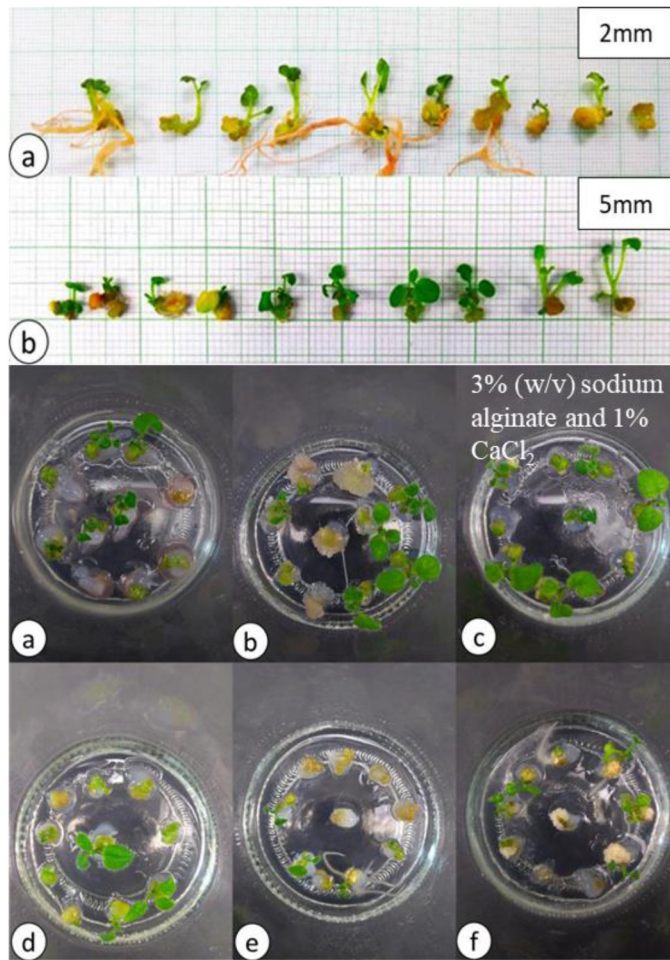 2mm
a
5mm
b
3% (w/v) sodium
alginate and 1%
CaCl₂
a
b
c
d
e
f